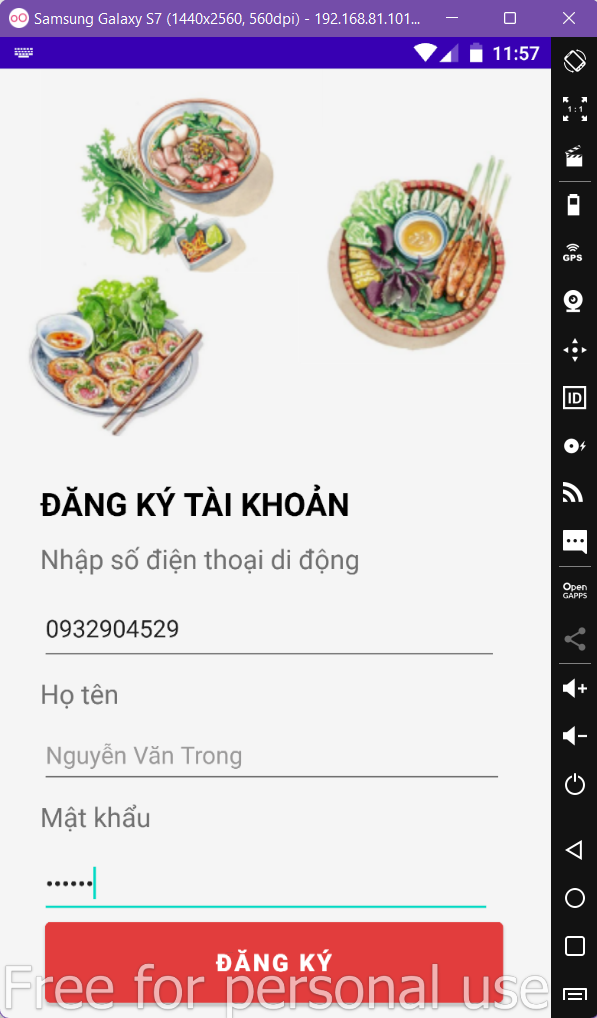 Samsung Galaxy S7 (1440x2560, 560dpi) - 192.168.81.101...
11:57
1:1
GPS
ID
Open
GAPPS
ĐĂNG KÝ TÀI KHOẢN
Nhập số điện thoại di động
0932904529
Họ tên
Nguyễn Văn Trong
Mật khẩu
••••••
ĐĂNG KÝ
Free for personal use